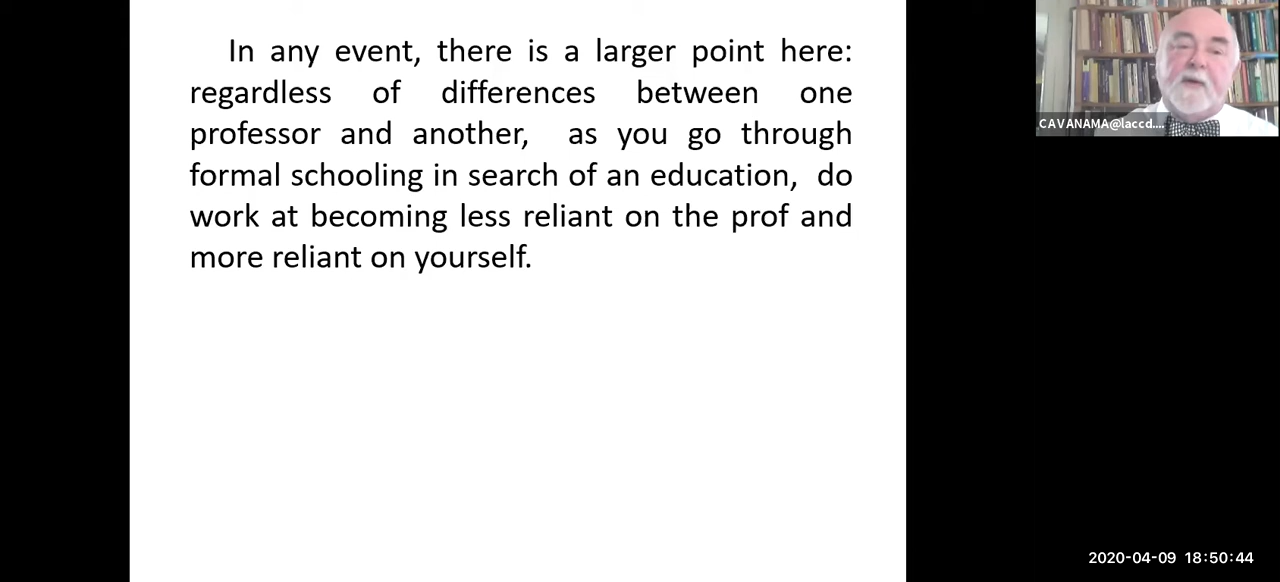 In any event, there is a larger point here:
regardless of differences between one
professor and another, as you go through
formal schooling in search of an education, do
work at becoming less reliant on the prof and
more reliant on yourself.
CAVANAMA@laccd....
2020-04-09 18:50:44